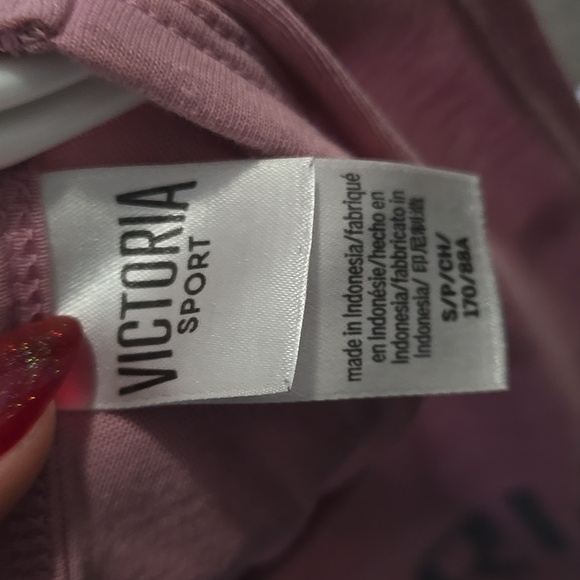 VICTORIA
SPORT
made in Indonesia/fabriqué
en Indonésie/hecho en
Indonesia/fabbricato in
Indonesia/ 印尼制造
S/P/CH/
170/88A